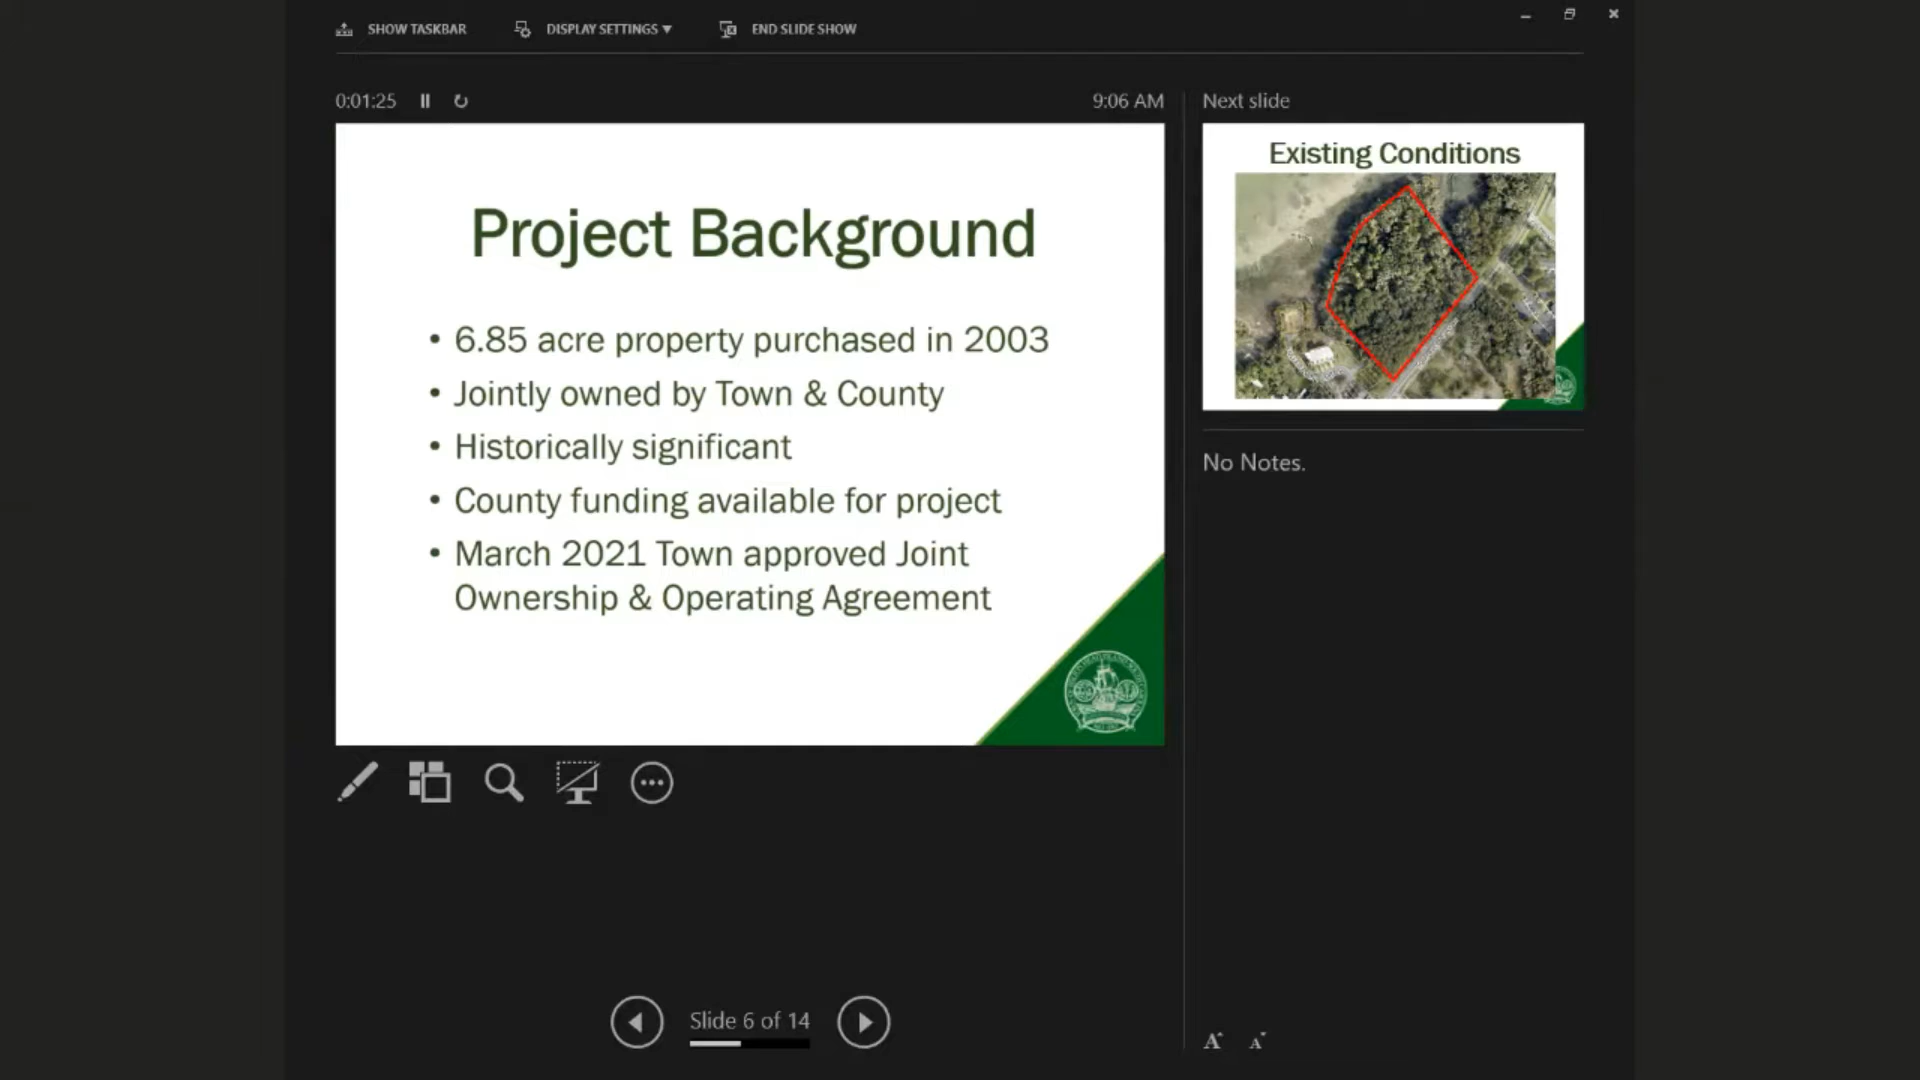 SHOW TASKBAR
DISPLAY SETTINGS ▼
END SLIDE SHOW
0:01:25
9:06 AM
Next slide
Project Background
• 6.85 acre property purchased in 2003
• Jointly owned by Town & County
• Historically significant
• County funding available for project
• March 2021 Town approved Joint
Ownership & Operating Agreement
Existing Conditions
No Notes.
Slide 6 of 14
A A